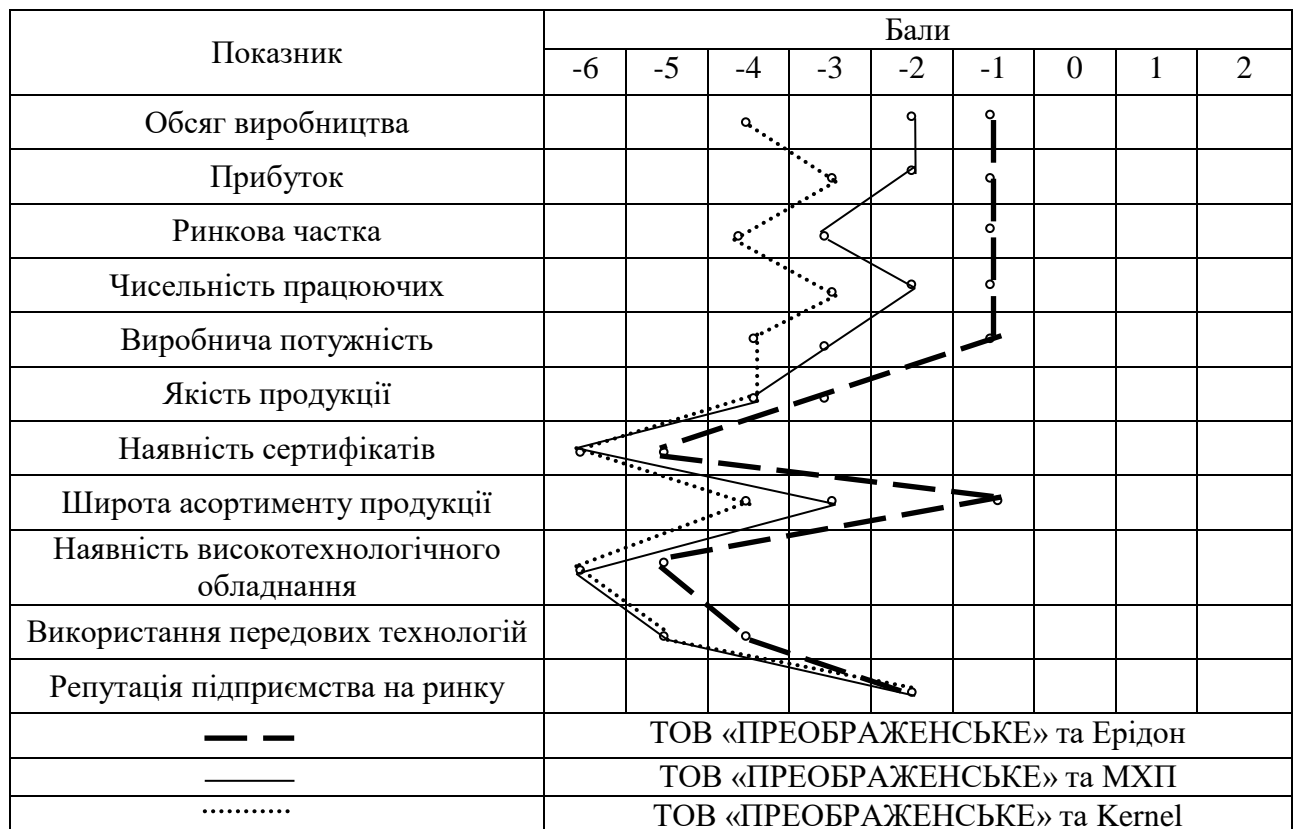 Показник
Бали
-6 -5 -4 -3 -2 -1 0 1 2
Обсяг виробництва
Прибуток
Ринкова частка
Чисельність працюючих
Виробнича потужність
Якість продукції
Наявність сертифікатів
Широта асортименту продукції
Наявність високотехнологічного
обладнання
Використання передових технологій
Репутація підприємства на ринку
ТОВ «ПРЕОБРАЖЕНСЬКЕ» та Ерідон
ТОВ «ПРЕОБРАЖЕНСЬКЕ» та МХП
ТОВ «ПРЕОБРАЖЕНСЬКЕ» та Kernel